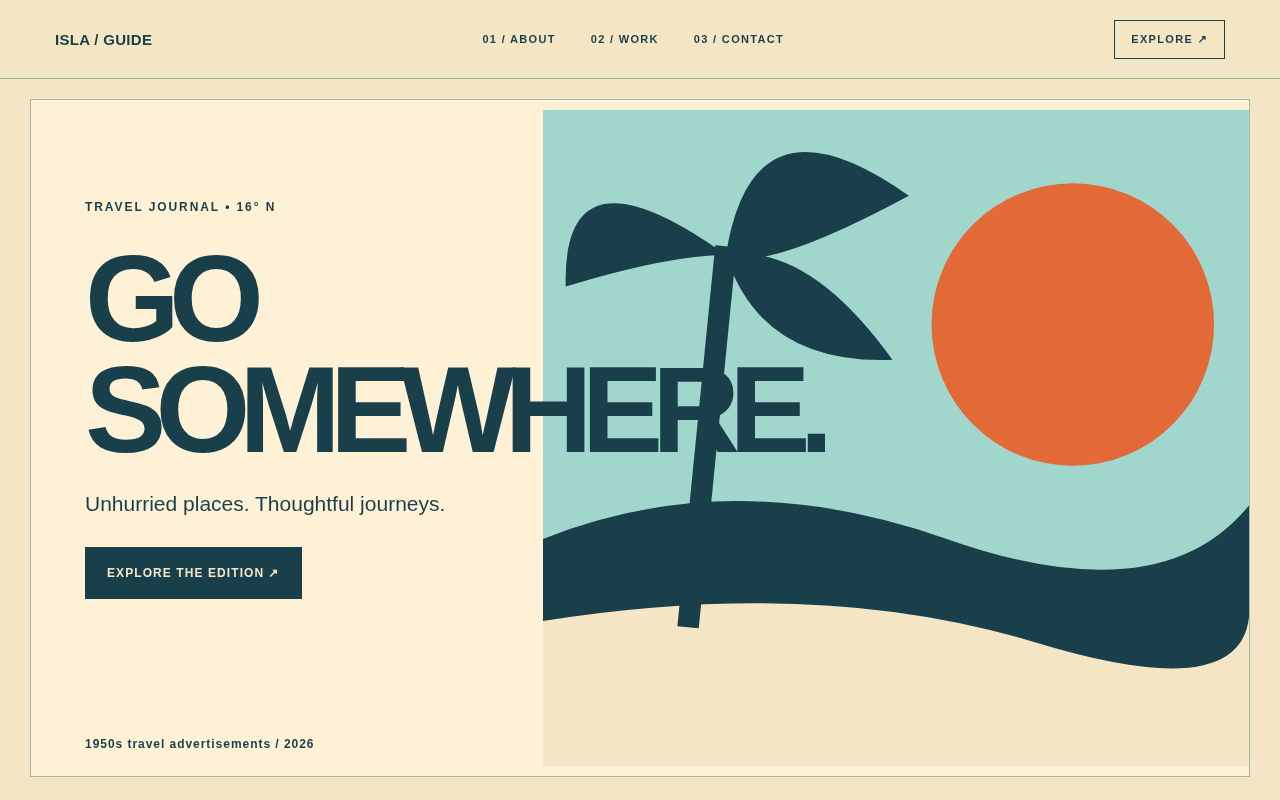 ISLA / GUIDE
01 / ABOUT
02 / WORK
03 / CONTACT
EXPLORE ↗
TRAVEL JOURNAL • 16° N
GO
SOMEWHERE.
Unhurried places. Thoughtful journeys.
EXPLORE THE EDITION ↗
1950s travel advertisements / 2026